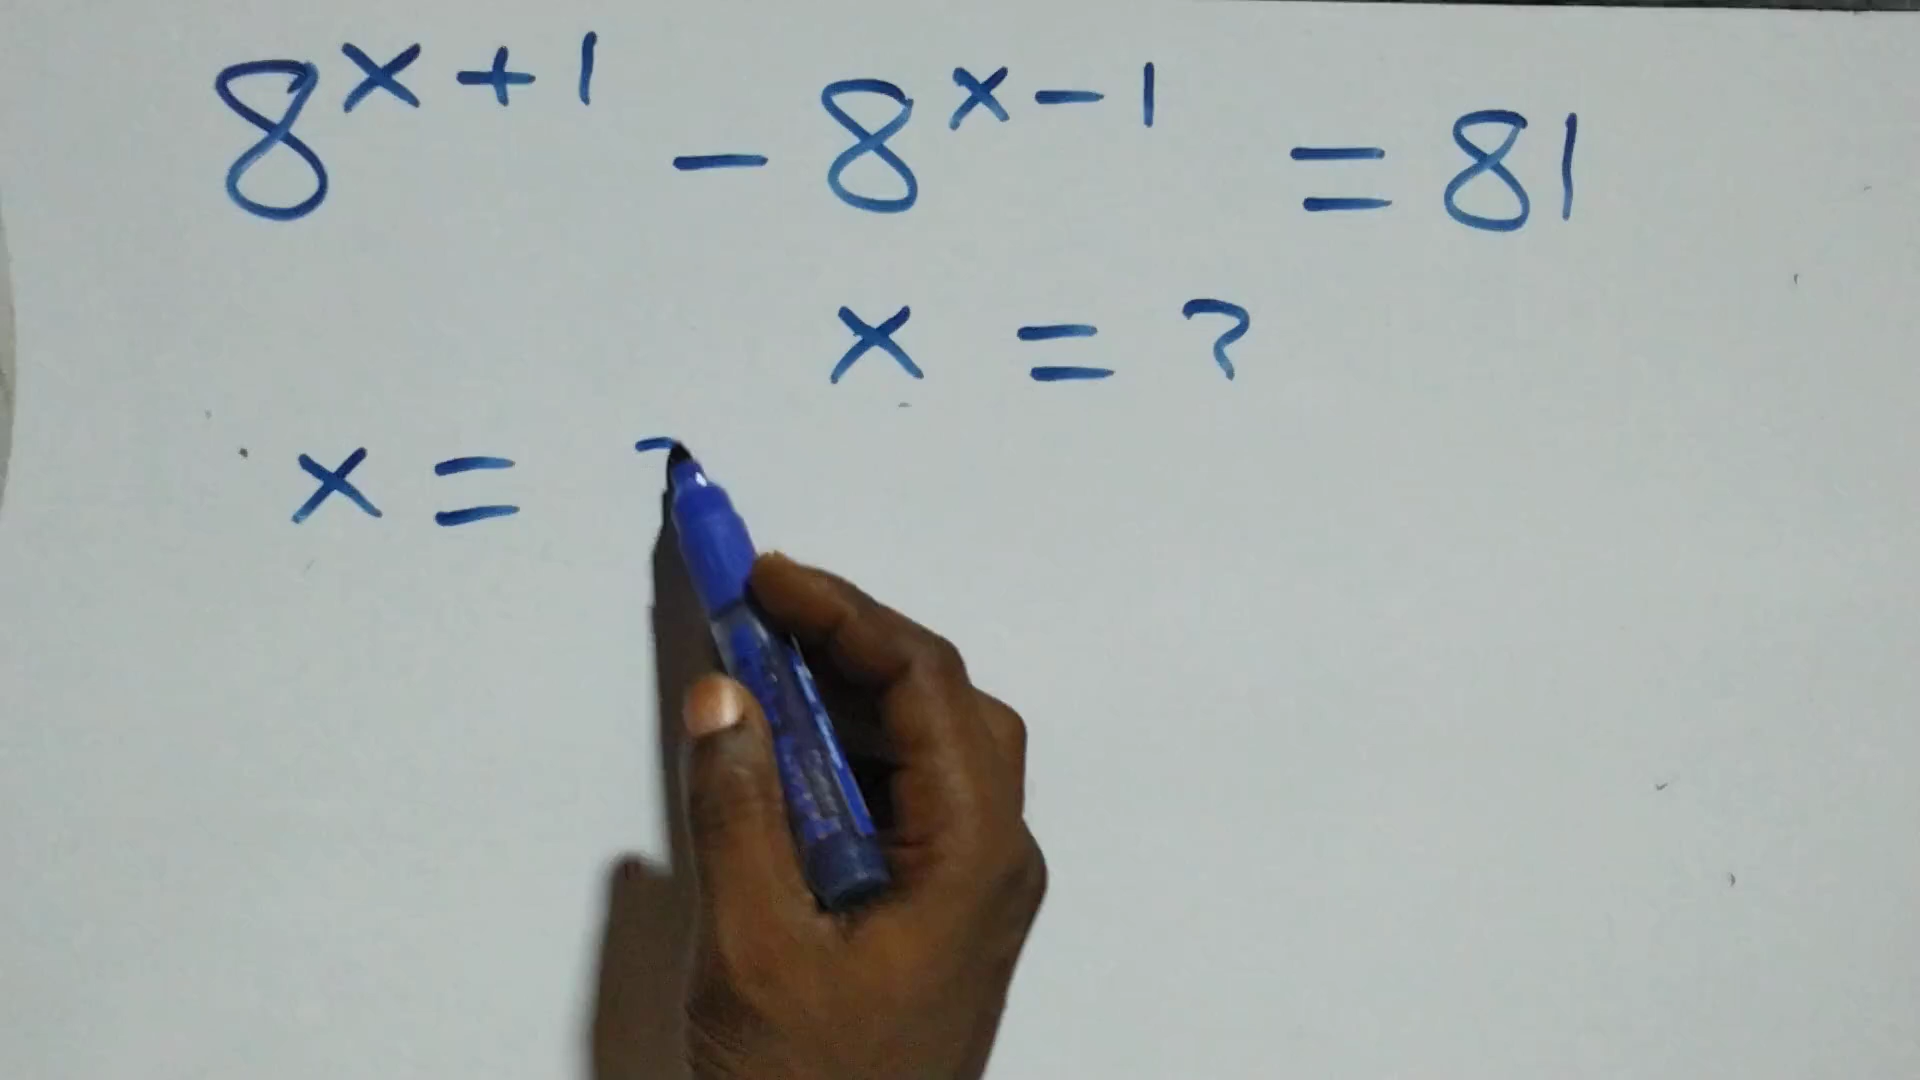 8^{x+1} - 8^{x-1} = 81
x = ?
x =